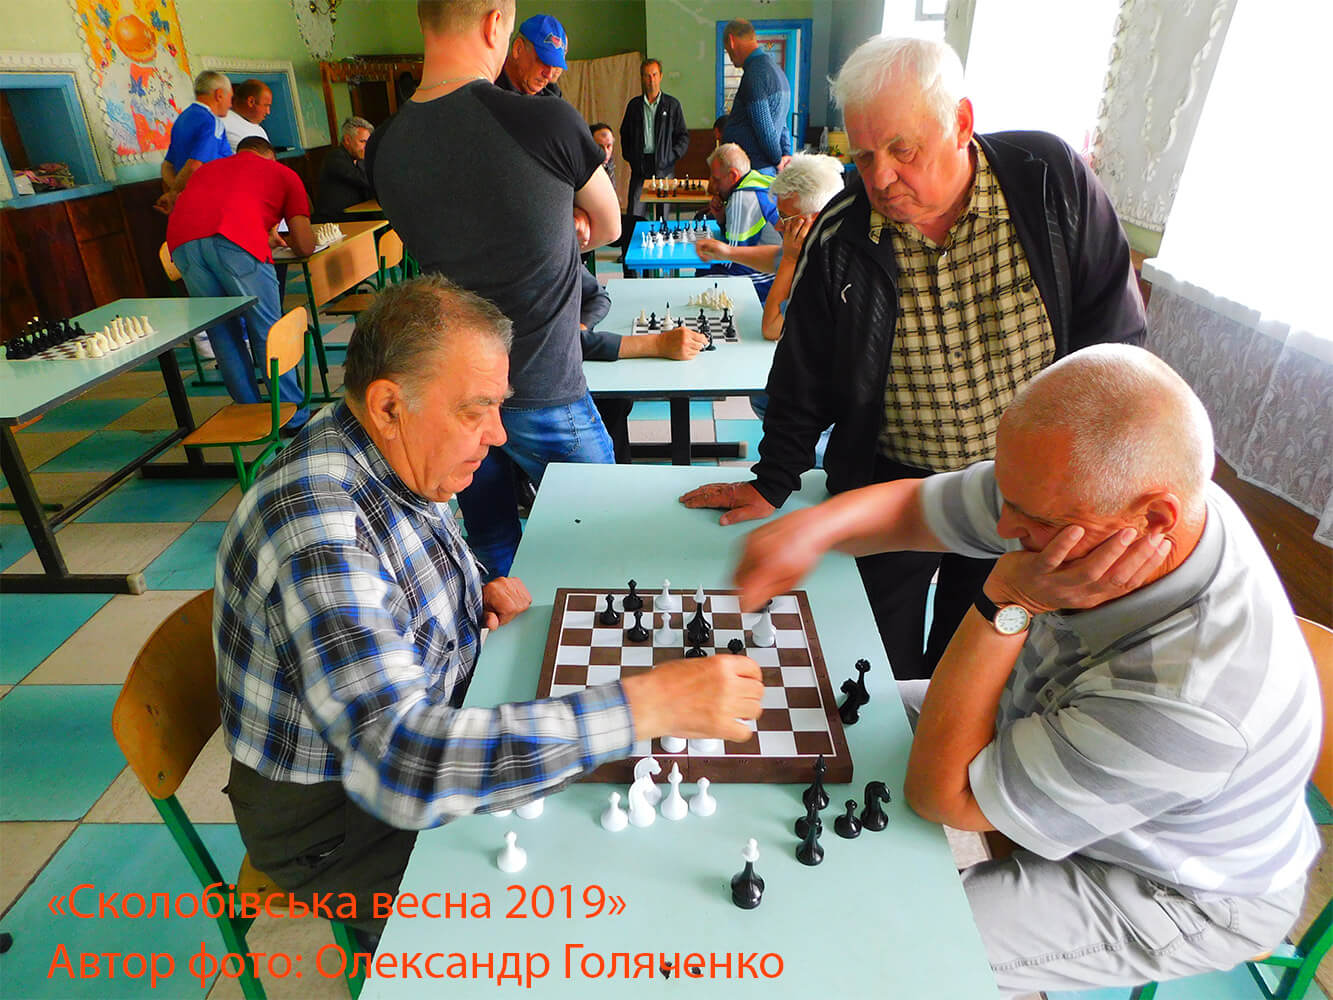 «Сколобівська весна 2019»
Автор фото: Олександр Голяченко